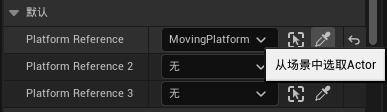 默认
Platform Reference MovingPlatform
从场景中选取Actor
Platform Reference 2 无
Platform Reference 3 无